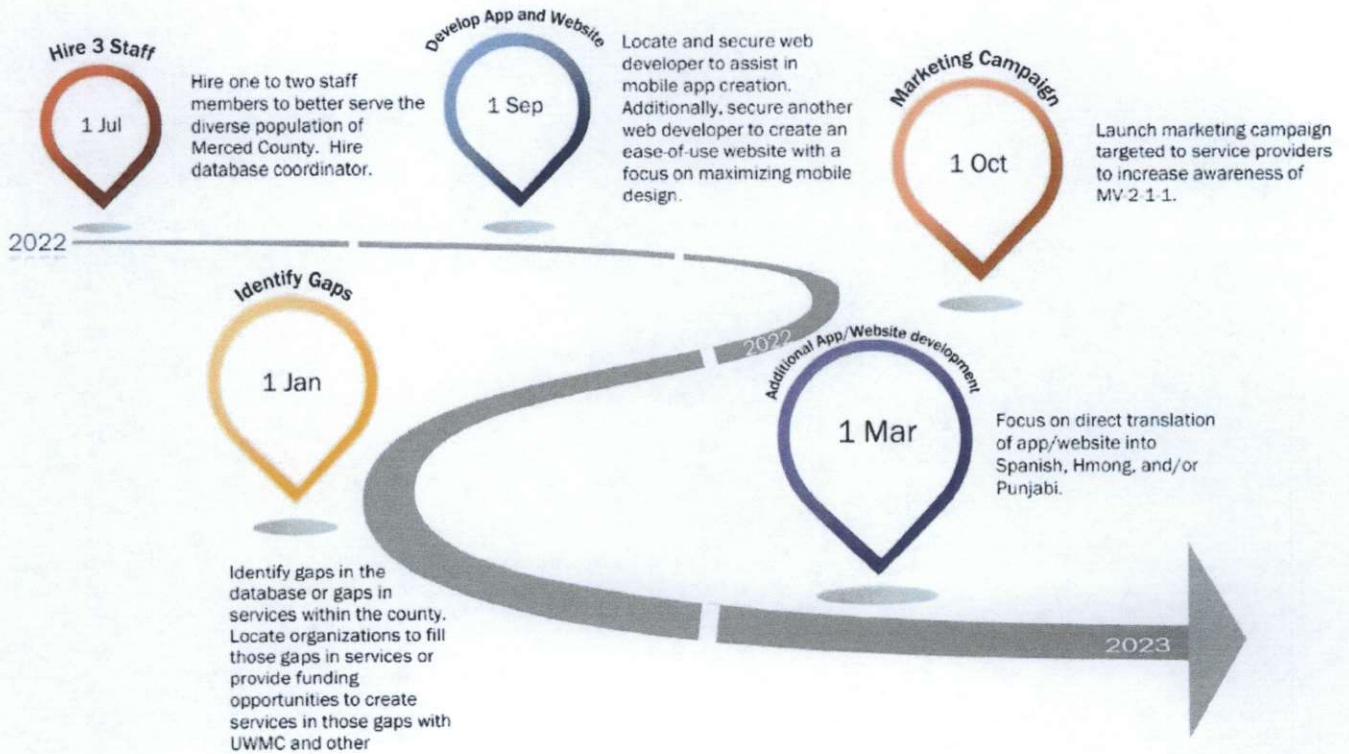 Hire 3 Staff
1 Jul
Hire one to two staff
members to better serve the
diverse population of
Merced County. Hire
database coordinator.
Develop App and Website
1 Sep
Locate and secure web
developer to assist in
mobile app creation.
Additionally, secure another
web developer to create an
ease-of-use website with a
focus on maximizing mobile
design.
Marketing Campaign
1 Oct
Launch marketing campaign
targeted to service providers
to increase awareness of
MV-2-1-1.
2022
2022
Identify Gaps
1 Jan
Identify gaps in the
database or gaps in
services within the county.
Locate organizations to fill
those gaps in services or
provide funding
opportunities to create
services in those gaps with
UWMC and other
Additional App/Website development
1 Mar
Focus on direct translation
of app/website into
Spanish, Hmong, and/or
Punjabi.
2023